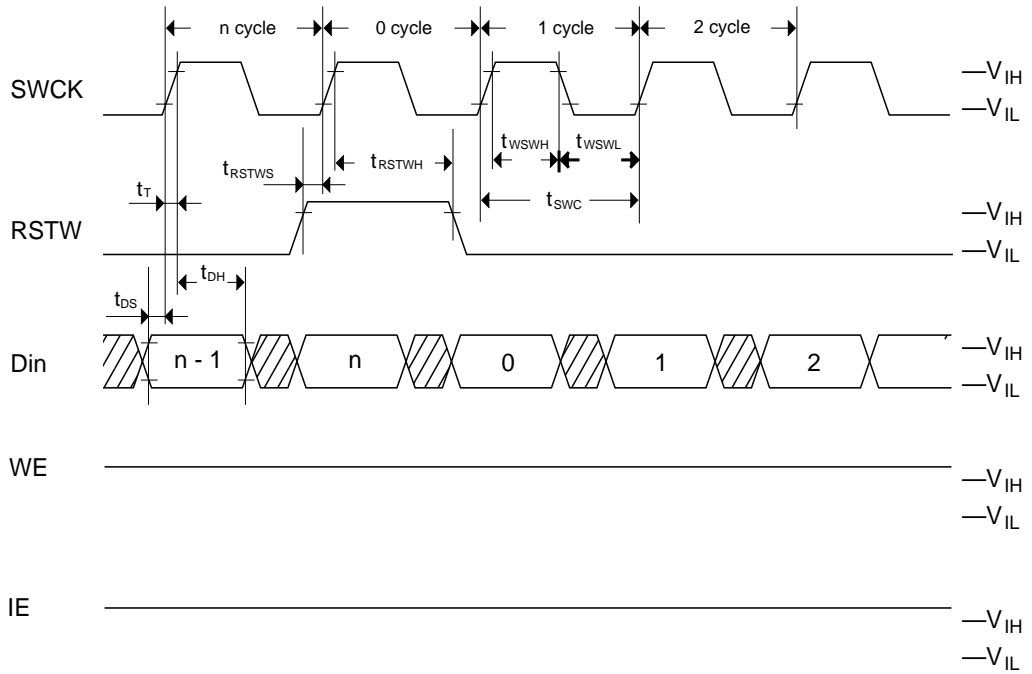 n cycle 0 cycle 1 cycle 2 cycle
SWCK
—VIH
—VIL
tWSWH tWSWL
tRSTWS tRSTWH
tT
tSWC
RSTW
—VIH
—VIL
tDH
tDS
Din
n - 1 n 0 1 2
—VIH
—VIL
WE
—VIH
—VIL
IE
—VIH
—VIL